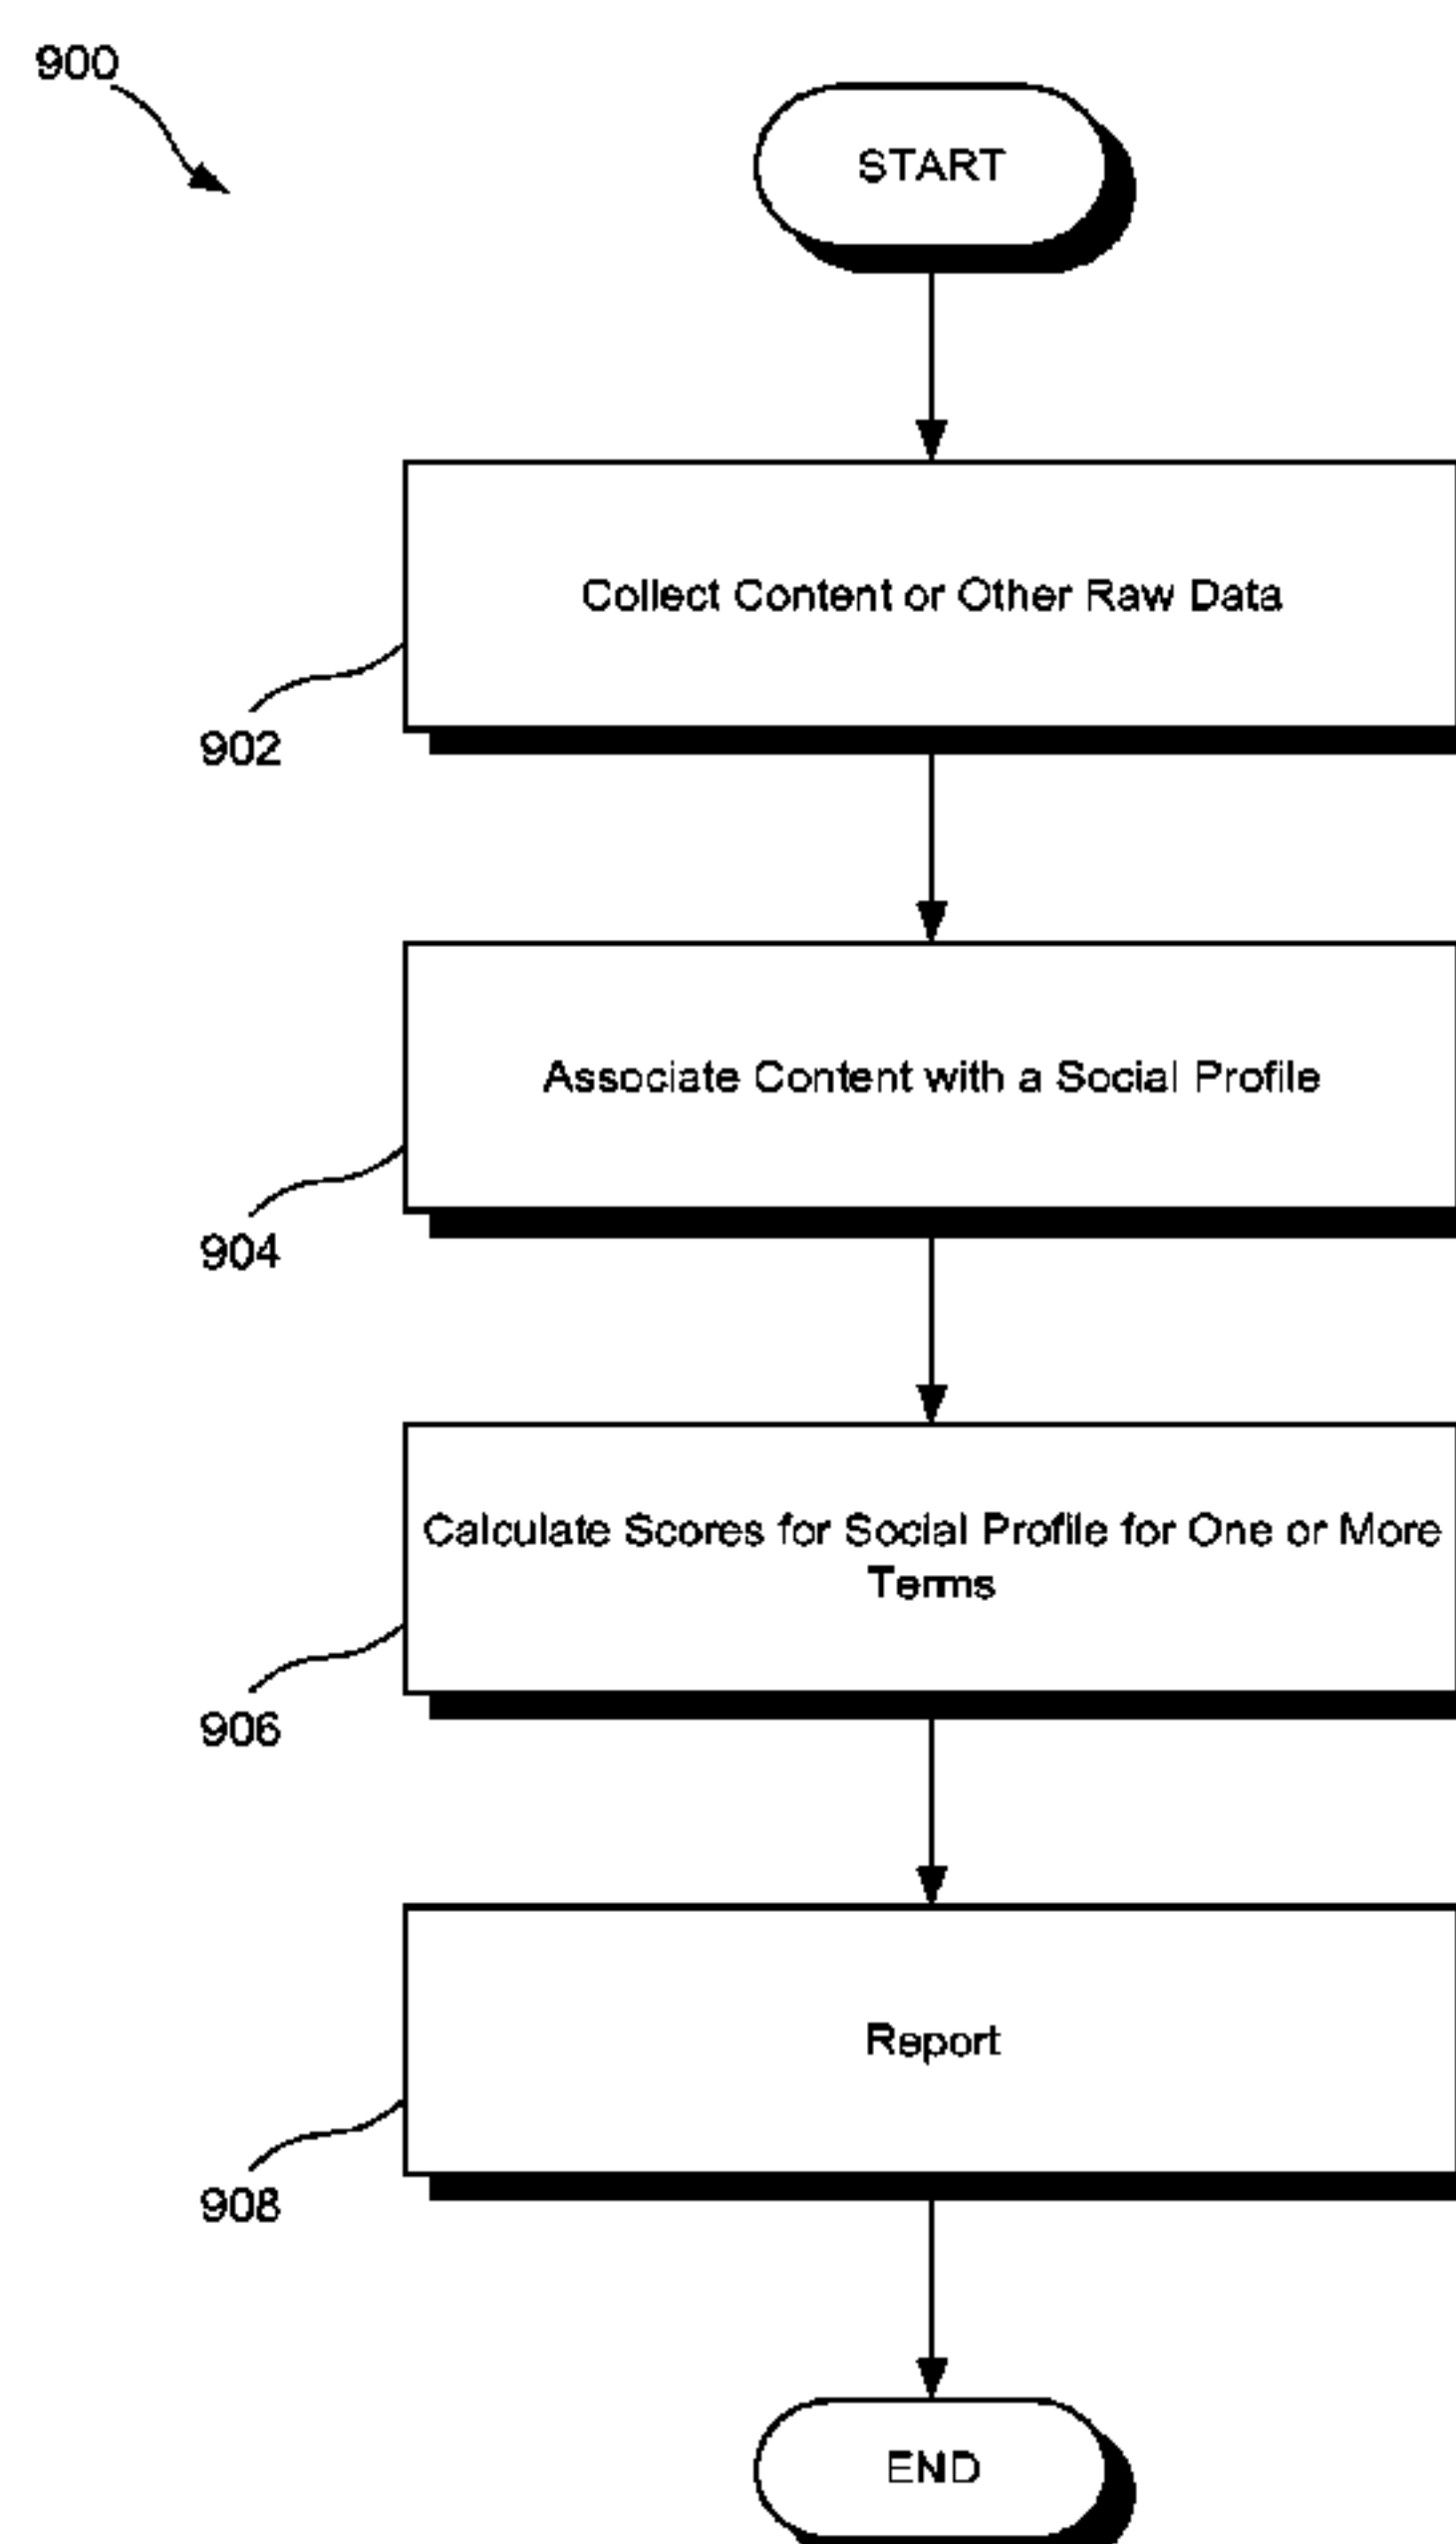 900
START
Collect Content or Other Raw Data
902
Associate Content with a Social Profile
904
Calculate Scores for Social Profile for One or More
Terms
906
Report
908
END